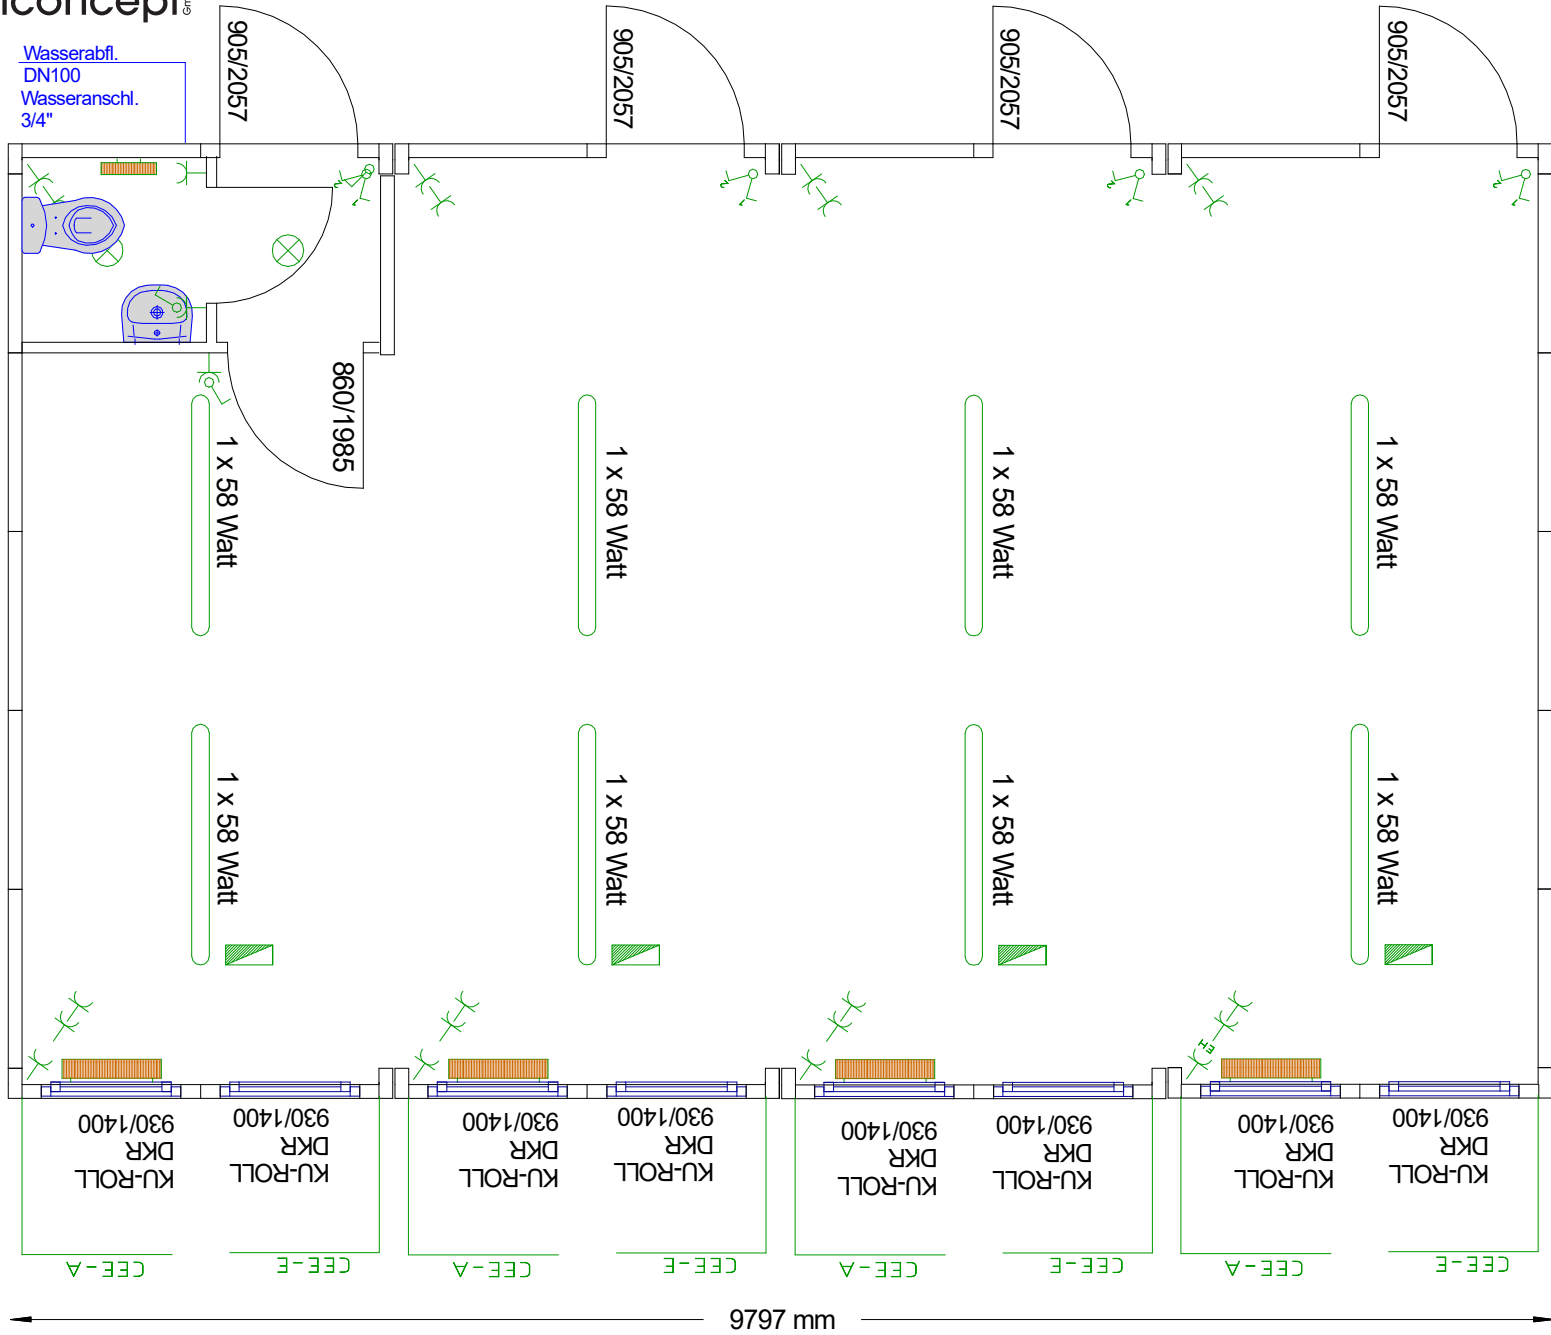 Wasserabfl.
DN100
Wasseranschl.
3/4"
905/2057
905/2057
905/2057
905/2057
860/1985
1 x 58 Watt
1 x 58 Watt
1 x 58 Watt
1 x 58 Watt
1 x 58 Watt
1 x 58 Watt
1 x 58 Watt
1 x 58 Watt
KU-ROLL
DKR
930/1400
KU-ROLL
DKR
930/1400
KU-ROLL
DKR
930/1400
KU-ROLL
DKR
930/1400
KU-ROLL
DKR
930/1400
KU-ROLL
DKR
930/1400
KU-ROLL
DKR
930/1400
KU-ROLL
DKR
930/1400
CEE-A
CEE-E
CEE-A
CEE-E
CEE-A
CEE-E
CEE-A
CEE-E
9797 mm